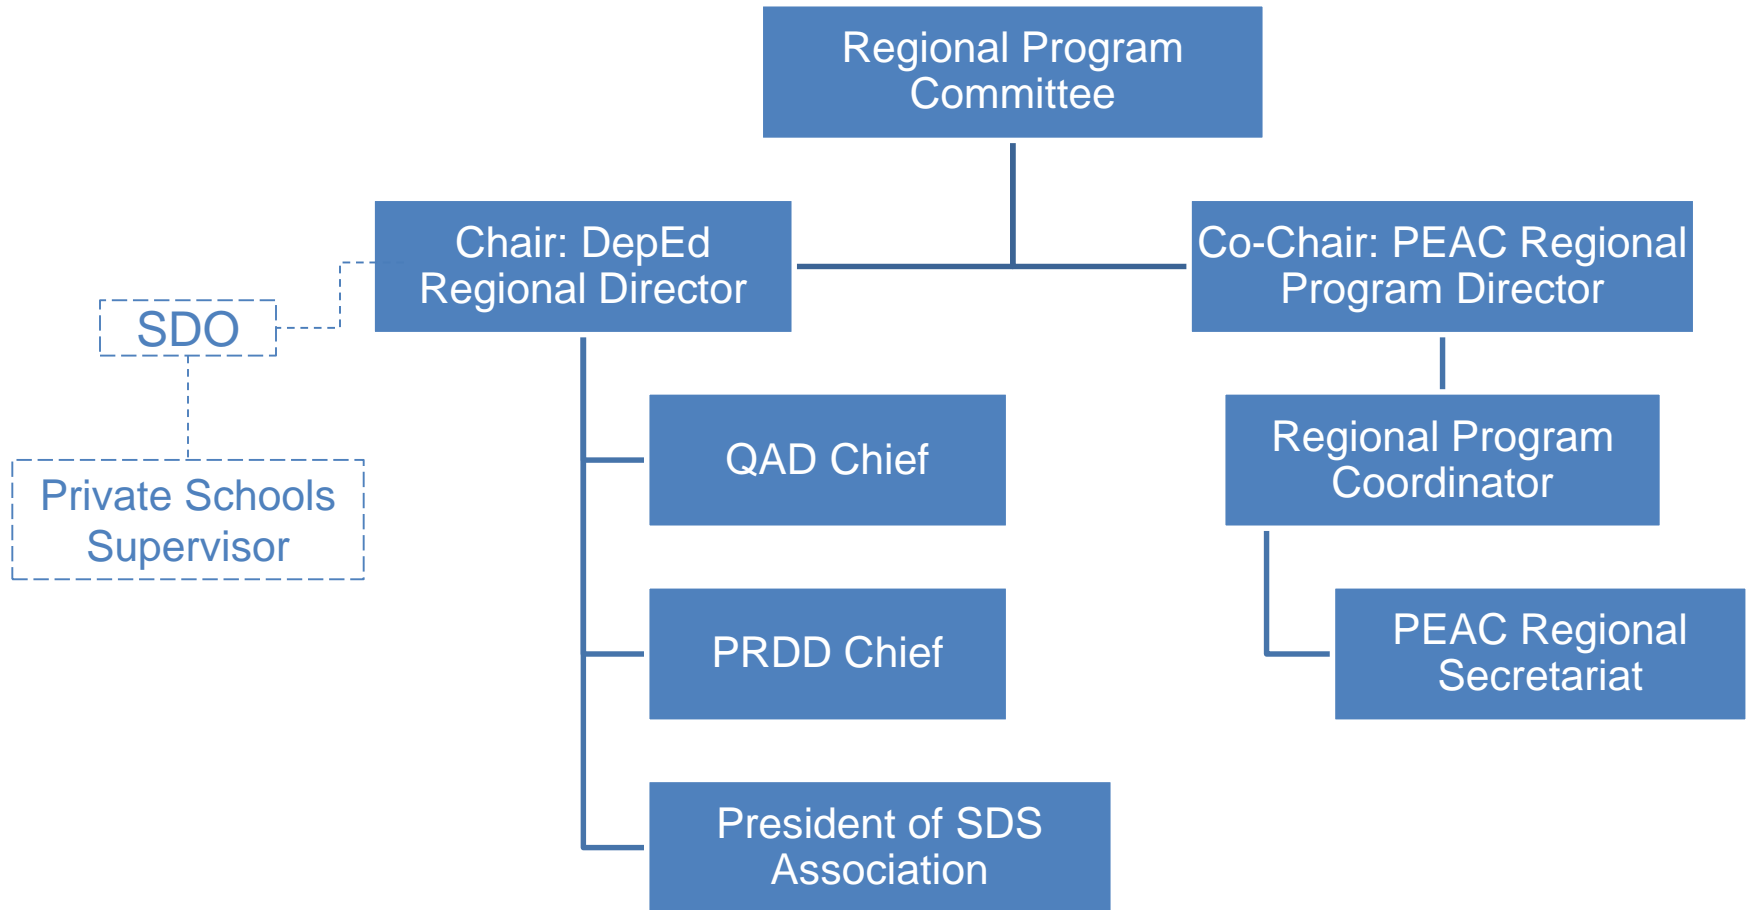 Regional Program
Committee
Chair: DepEd
Regional Director
Co-Chair: PEAC Regional
Program Director
SDO
Private Schools
Supervisor
QAD Chief
Regional Program
Coordinator
PRDD Chief
PEAC Regional
Secretariat
President of SDS
Association